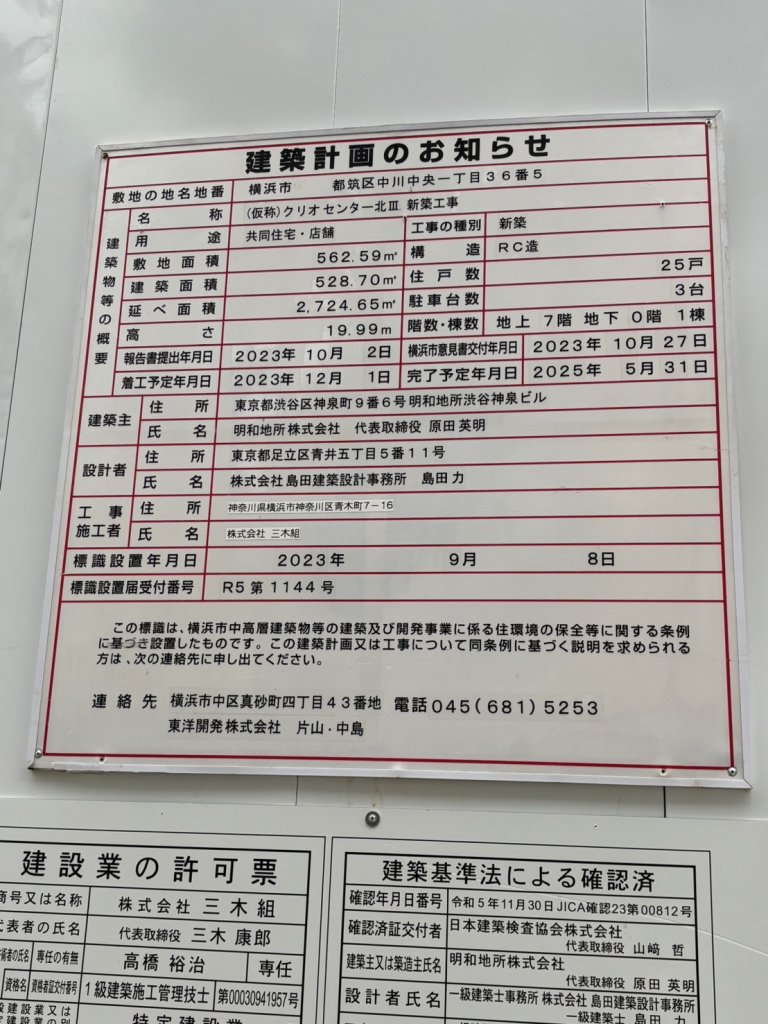 建築計画のお知らせ
敷地の地名地番 横浜市 都筑区中川中央一丁目36番5
建築物等の概要
名称 (仮称)クリオセンター北Ⅲ 新築工事
用途 共同住宅・店舗 工事の種別 新築
敷地面積 562.59㎡ 構造 RC造
建築面積 528.70㎡ 住戸数 25戸
延べ面積 2,724.65㎡ 駐車台数 3台
高さ 19.99m 階数・棟数 地上 7階 地下 0階 1棟
報告書提出年月日 2023年 10月 2日 横浜市意見書交付年月日 2023年 10月 27日
着工予定年月日 2023年 12月 1日 完了予定年月日 2025年 5月 31日
建築主 住所 東京都渋谷区神泉町9番6号 明和地所渋谷神泉ビル
氏名 明和地所株式会社 代表取締役 原田 英明
設計者 住所 東京都足立区青井五丁目5番11号
氏名 株式会社 島田建築設計事務所 島田 力
工事施工者 住所 神奈川県横浜市神奈川区青木町7-16
氏名 株式会社 三木組
標識設置年月日 2023年 9月 8日
標識設置届受付番号 R5 第 1144 号
この標識は、横浜市中高層建築物等の建築及び開発事業に係る住環境の保全等に関する条例
に基づき設置したものです。この建築計画又は工事について同条例に基づく説明を求められる
方は、次の連絡先に申し出てください。
連絡先 横浜市中区真砂町四丁目43番地 電話045(681)5253
東洋開発株式会社 片山・中島
建設業の許可票
商号又は名称 株式会社 三木組
代表者の氏名 代表取締役 三木 康郎
専任の有無 高橋 裕治 専任
資格名 資格者証交付番号 1級建築施工管理技士 第00030941957号
特定建設業
建築基準法による確認済
確認年月日番号 令和5年11月30日 JICA確認23第00812号
確認済証交付者 日本建築検査協会株式会社
代表取締役 山﨑 哲
建築主又は築造主氏名 明和地所株式会社
代表取締役 原田 英明
設計者氏名 一級建築士事務所 株式会社 島田建築設計事務所
一級建築士 島田 力